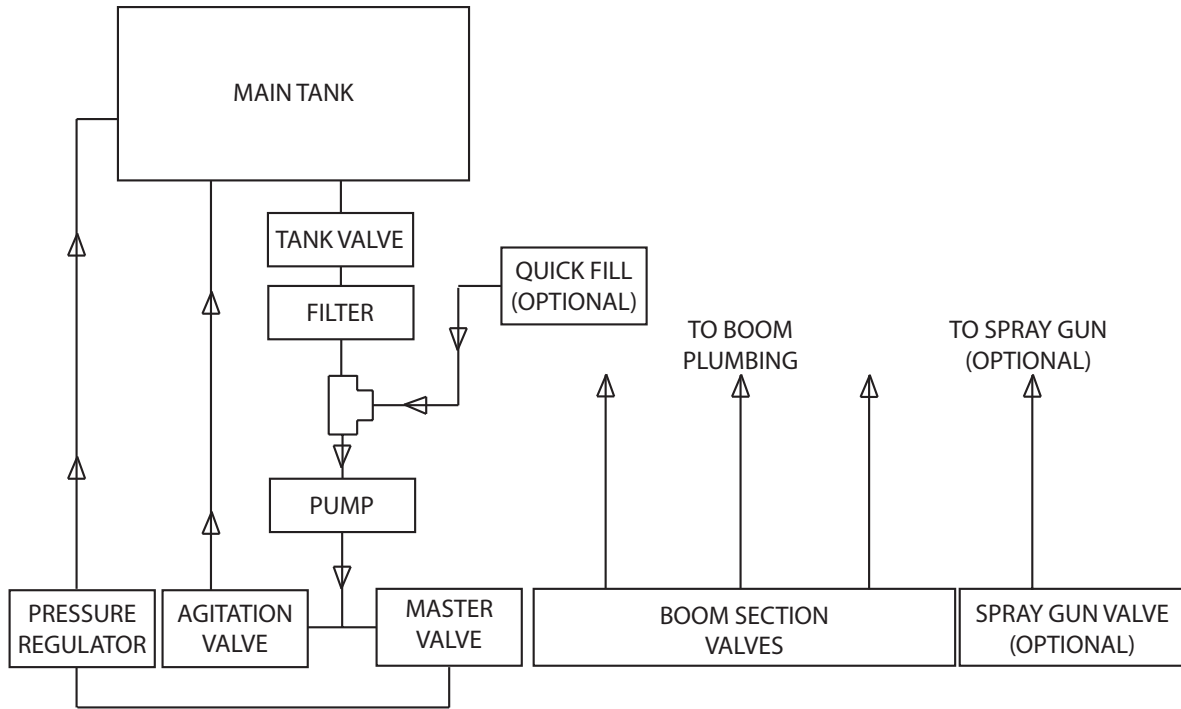 MAIN TANK
TANK VALVE
FILTER
QUICK FILL
(OPTIONAL)
TO BOOM
PLUMBING
TO SPRAY GUN
(OPTIONAL)
PUMP
PRESSURE
REGULATOR
AGITATION
VALVE
MASTER
VALVE
BOOM SECTION
VALVES
SPRAY GUN VALVE
(OPTIONAL)